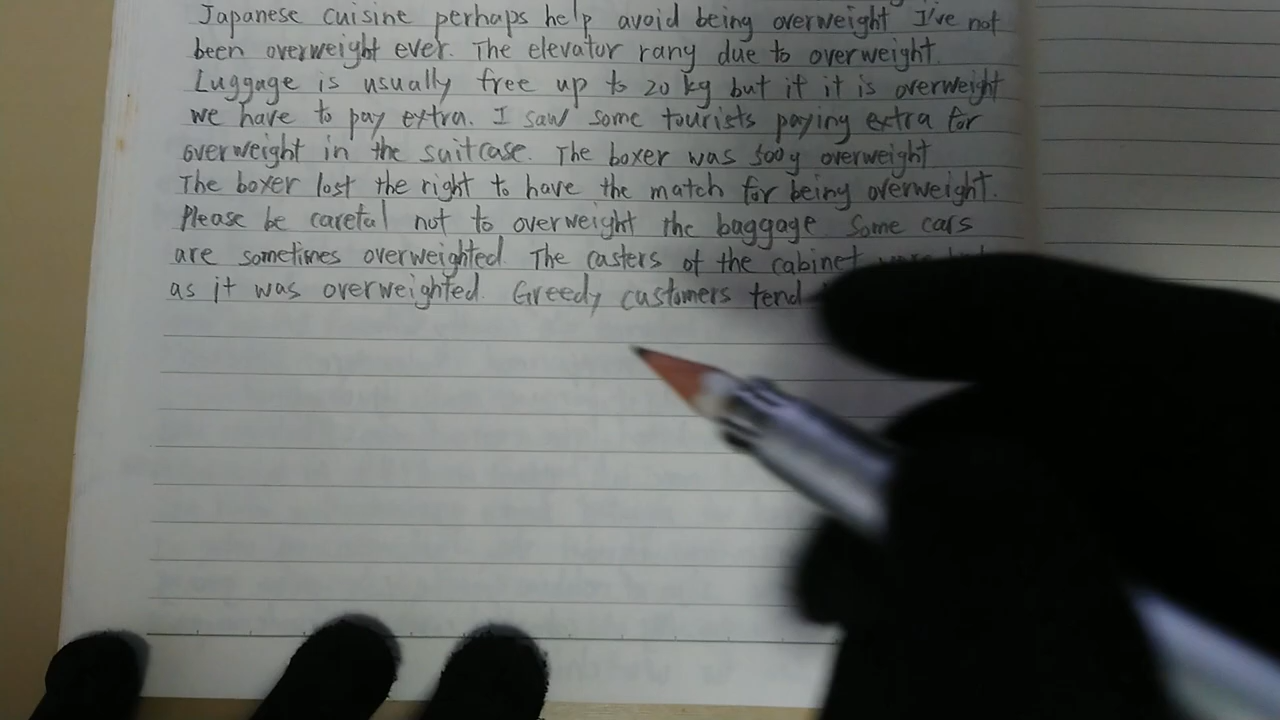 Japanese cuisine perhaps help avoid being overweight I've not
been overweight ever. The elevator rang due to overweight.
Luggage is usually free up to 20 kg but it it is overweight
we have to pay extra. I saw some tourists paying extra for
overweight in the suitcase. The boxer was 500g overweight
The boxer lost the right to have the match for being overweight.
Please be careful not to overweight the baggage Some cars
are sometimes overweighted. The casters of the cabinet
as it was overweighted. Greedy customers tend